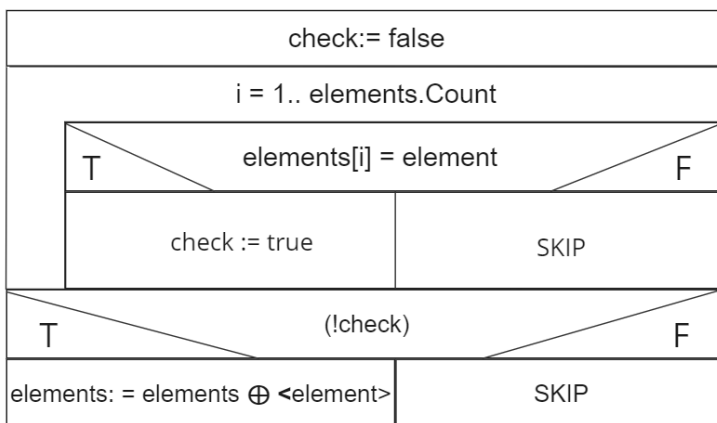 check:= false
i = 1.. elements.Count
T
elements[i] = element
F
check := true
SKIP
T
(!check)
F
elements: = elements ⊕ <element>
SKIP